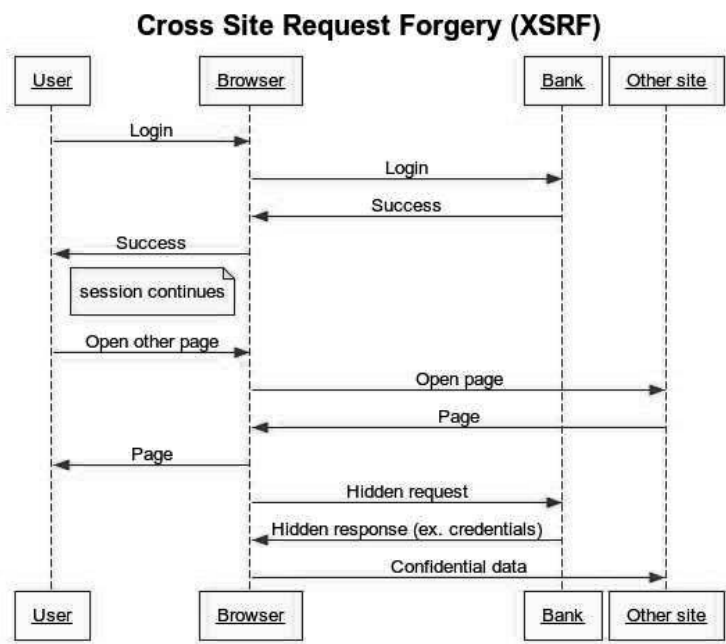 Cross Site Request Forgery (XSRF)
User Browser Bank Other site
Login
Login
Success
Success
session continues
Open other page
Open page
Page
Page
Hidden request
Hidden response (ex. credentials)
Confidential data
User Browser Bank Other site